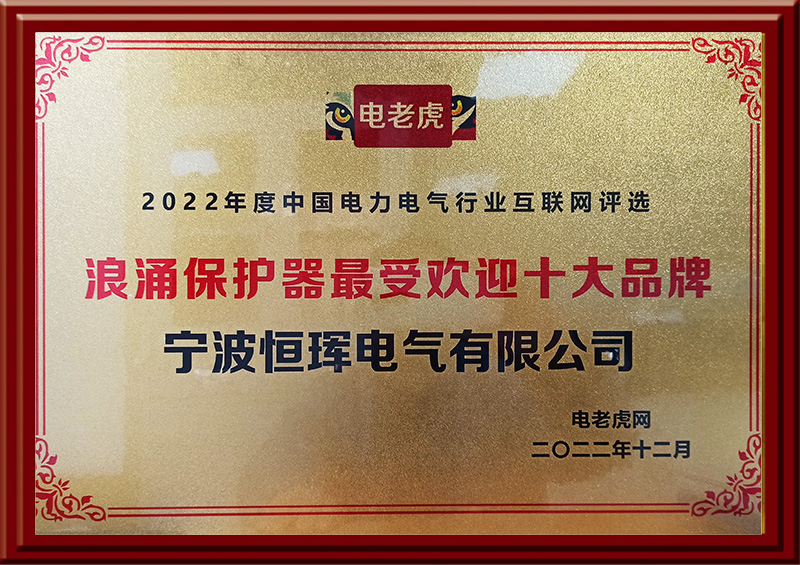 电老虎
2022年度中国电力电气行业互联网评选
浪涌保护器最受欢迎十大品牌
宁波恒珲电气有限公司
电老虎网
二〇二二年十二月